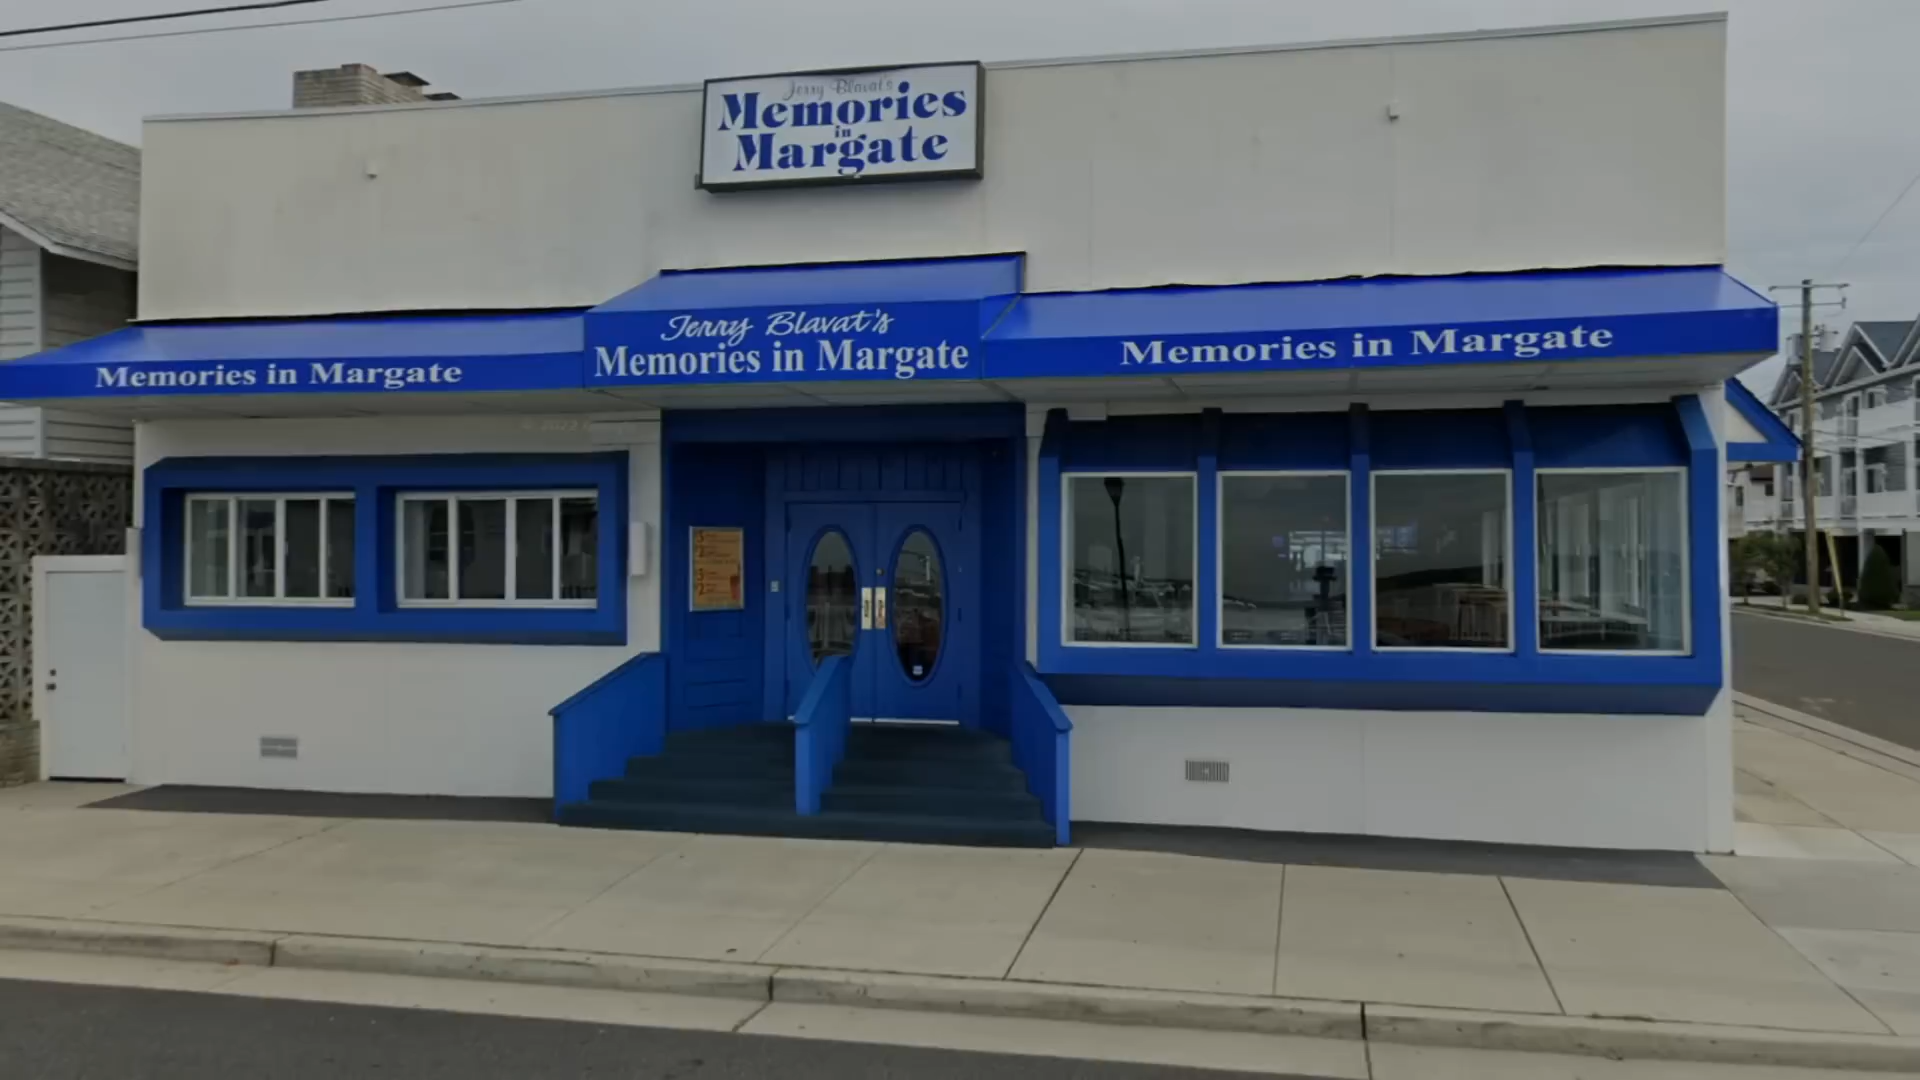 Jerry Blavat's
Memories
in
Margate
Jerry Blavat's
Memories in Margate
Memories in Margate
Memories in Margate